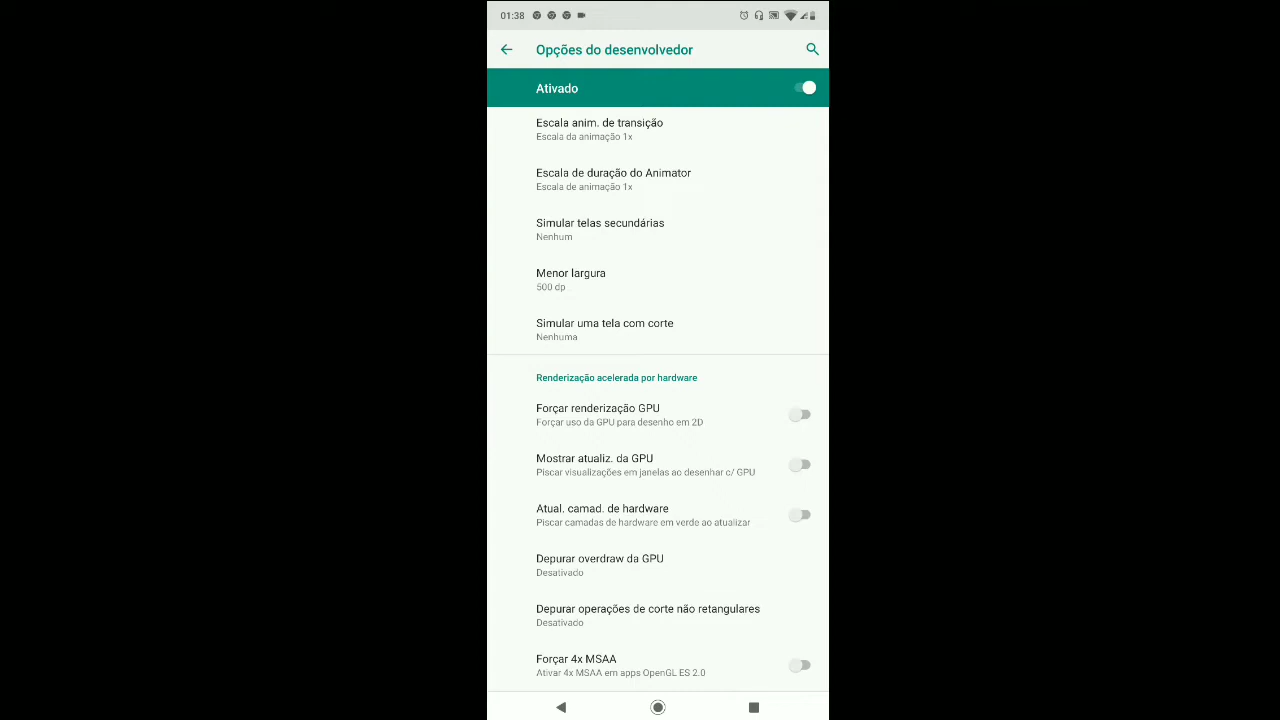 01:38
Opções do desenvolvedor
Ativado
Escala anim. de transição
Escala da animação 1x
Escala de duração do Animator
Escala de animação 1x
Simular telas secundárias
Nenhum
Menor largura
500 dp
Simular uma tela com corte
Nenhuma
Renderização acelerada por hardware
Forçar renderização GPU
Forçar uso da GPU para desenho em 2D
Mostrar atualiz. da GPU
Piscar visualizações em janelas ao desenhar c/ GPU
Atual. camad. de hardware
Piscar camadas de hardware em verde ao atualizar
Depurar overdraw da GPU
Desativado
Depurar operações de corte não retangulares
Desativado
Forçar 4x MSAA
Ativar 4x MSAA em apps OpenGL ES 2.0